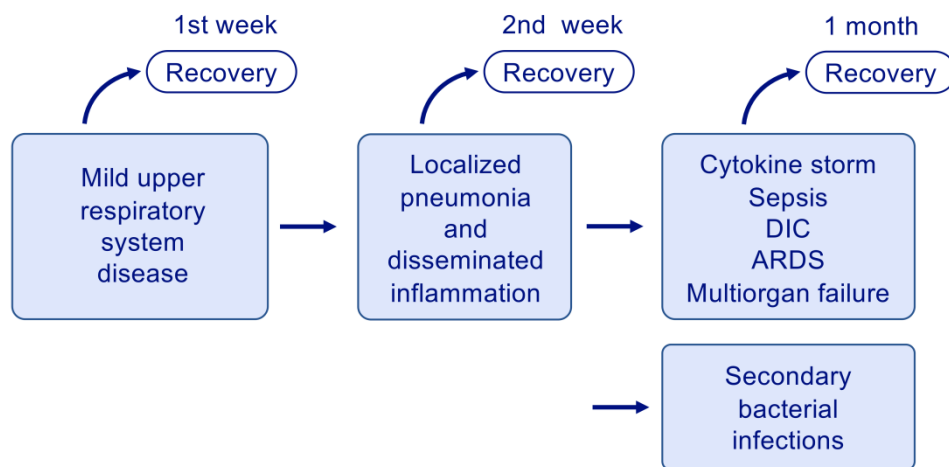 1st week
Recovery
2nd week
Recovery
1 month
Recovery
Mild upper
respiratory
system
disease
Localized
pneumonia
and
disseminated
inflammation
Cytokine storm
Sepsis
DIC
ARDS
Multiorgan failure
Secondary
bacterial
infections